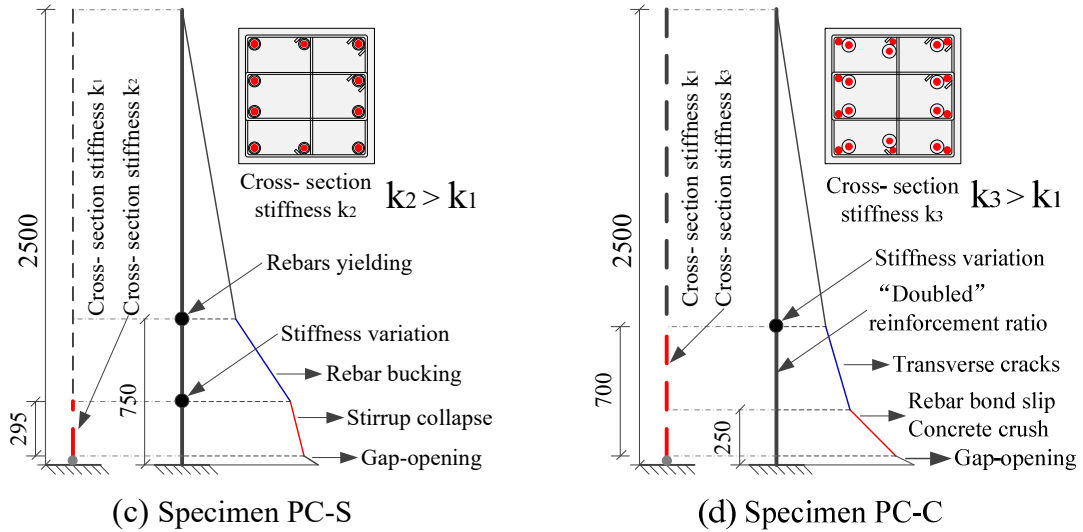 2500
295
750
Cross- section stiffness k1
Cross- section stiffness k2
Cross- section
stiffness k2
k2 > k1
Rebars yielding
Stiffness variation
Rebar bucking
Stirrup collapse
Gap-opening
(c) Specimen PC-S
2500
700
250
Cross- section stiffness k1
Cross- section stiffness k3
Cross- section
stiffness k3
k3 > k1
Stiffness variation
“Doubled”
reinforcement ratio
Transverse cracks
Rebar bond slip
Concrete crush
Gap-opening
(d) Specimen PC-C